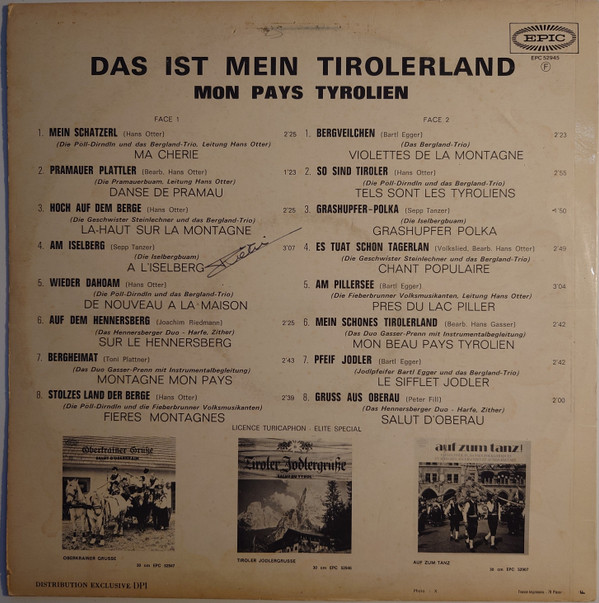 EPIC
EPC 52945
F
DAS IST MEIN TIROLERLAND
MON PAYS TYROLIEN
FACE 1
1. MEIN SCHATZERL (Hans Otter) 2'25
(Die Pöll-Dirndln und das Bergland-Trio, Leitung Hans Otter)
MA CHERIE
2. PRAMAUER PLATTLER (Bearb. Hans Otter) 1'23
(Die Pramauerbuam, Leitung Hans Otter)
DANSE DE PRAMAU
3. HOCH AUF DEM BERGE (Hans Otter) 2'25
(Die Geschwister Steinlechner und das Bergland-Trio)
LA-HAUT SUR LA MONTAGNE
4. AM ISELBERG (Sepp Tanzer) 3'07
(Die Iselbergbuam)
A L'ISELBERG
5. WIEDER DAHOAM (Hans Otter) 2'25
(Die Pöll-Dirndln und das Bergland-Trio)
DE NOUVEAU A LA MAISON
6. AUF DEM HENNERSBERG (Joachim Riedmann) 2'25
(Das Hennersberger Duo - Harfe, Zither)
SUR LE HENNERSBERG
7. BERGHEIMAT (Toni Plattner) 2'43
(Das Duo Gasser-Prenn mit Instrumentalbegleitung)
MONTAGNE MON PAYS
8. STOLZES LAND DER BERGE (Hans Otter) 2'39
(Die Pöll-Dirndln und die Fieberbrunner Volksmusikanten)
FIERES MONTAGNES
FACE 2
1. BERGVEILCHEN (Bartl Egger) 2'23
(Das Bergland-Trio)
VIOLETTES DE LA MONTAGNE
2. SO SIND TIROLER (Hans Otter) 2'55
(Die Pöll-Dirndln und das Bergland-Trio)
TELS SONT LES TYROLIENS
3. GRASHUPFER-POLKA (Sepp Tanzer) '50
(Die Iselbergbuam)
GRASHUPFER POLKA
4. ES TUAT SCHON TAGERLAN (Volkslied, Bearb. Hans Otter) 2'49
(Die Geschwister Steinlechner und das Bergland-Trio)
CHANT POPULAIRE
5. AM PILLERSEE (Bartl Egger) 3'04
(Die Fieberbrunner Volksmusikanten, Leitung Hans Otter)
PRES DU LAC PILLER
6. MEIN SCHONES TIROLERLAND (Bearb. Hans Gasser) 2'42
(Das Duo Gasser-Prenn mit Instrumentalbegleitung)
MON BEAU PAYS TYROLIEN
7. PFEIF JODLER (Bartl Egger) 2'42
(Jodlpfeifer Bartl Egger und das Bergland-Trio)
LE SIFFLET JODLER
8. GRUSS AUS OBERAU (Peter Fill) 2'00
(Das Hennersberger Duo - Harfe, Zither)
SALUT D'OBERAU
LICENCE TURICAPHON - ELITE SPECIAL
Oberkrainer Grüße
Tiroler Jodlergrüße
auf zum tanz!
OBERKRAINER GRUSSE
TIROLER JODLERGRUSSE
AUF ZUM TANZ
DISTRIBUTION EXCLUSIVE DPI